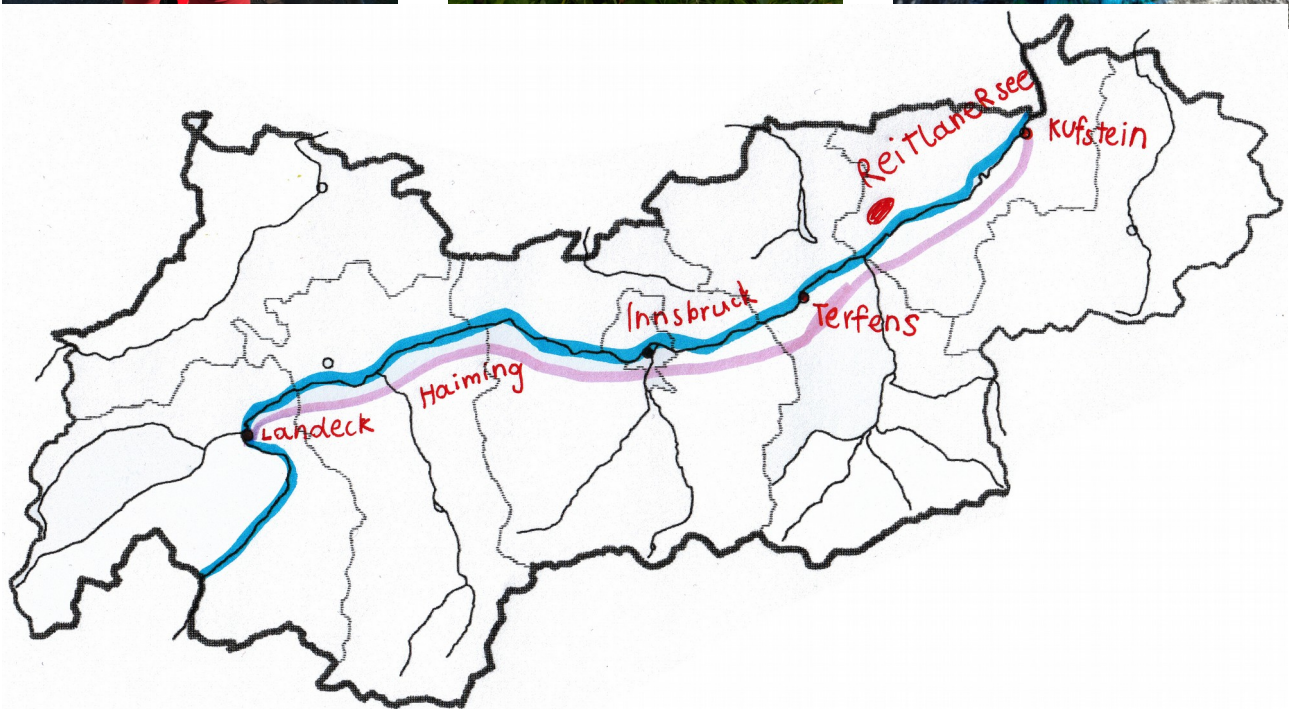 ReitlaneRsee
Kufstein
Innsbruck
Terfens
Haiming
Landeck